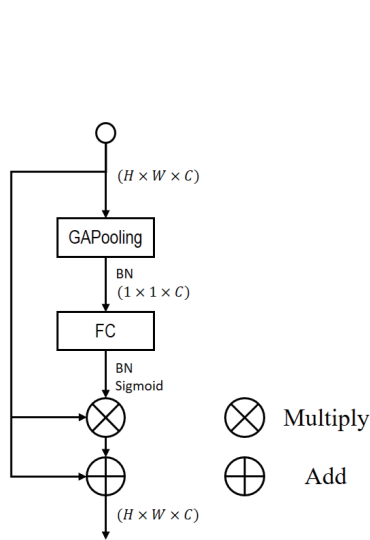 (H × W × C)
GAPooling
BN
(1 × 1 × C)
FC
BN
Sigmoid
Multiply
Add
(H × W × C)